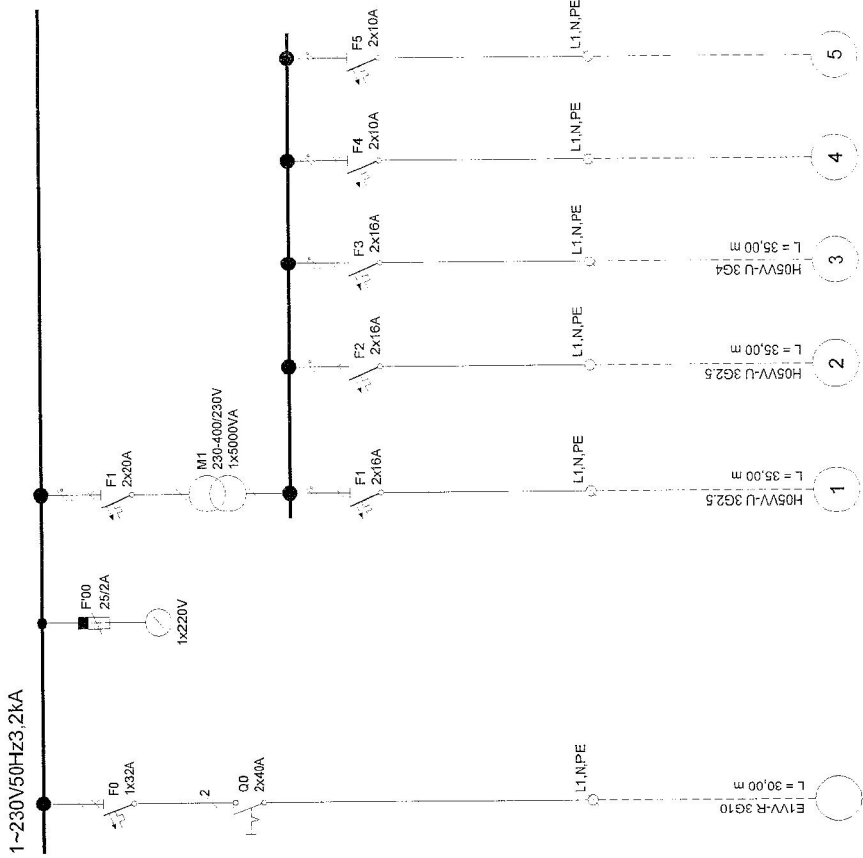 1~230V/50Hz3,2kA
F0
1x32A
2
Q0
2x40A
L1,N,PE
E1VV-R 3G10
L = 30,00 m
F'00
25/2A
1x220V
F1
2x20A
M1
230-400/230V
1x5000VA
F1
2x16A
L1,N,PE
H05VV-U 3G2.5
L = 35,00 m
1
F2
2x16A
L1,N,PE
H05VV-U 3G2.5
L = 35,00 m
2
F3
2x16A
L1,N,PE
H05VV-U 3G4
L = 35,00 m
3
F4
2x10A
L1,N,PE
4
F5
2x10A
L1,N,PE
5